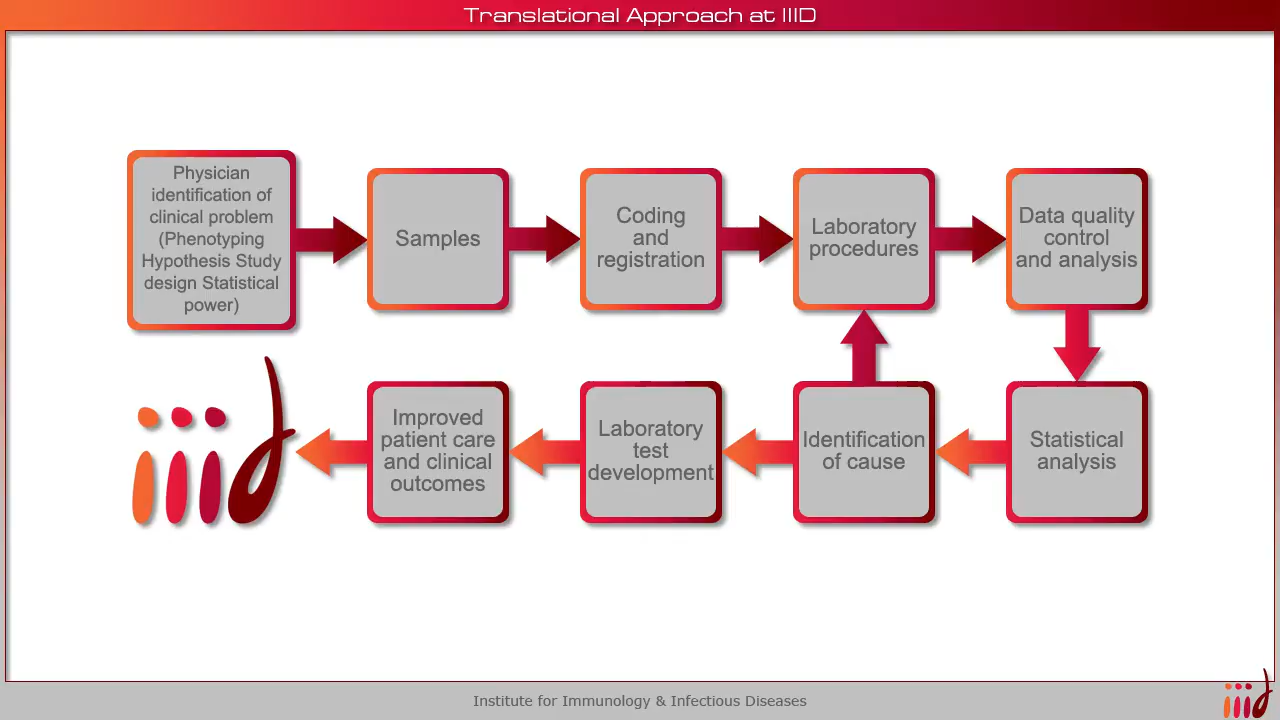 Translational Approach at IIID
Physician
identification of
clinical problem
(Phenotyping
Hypothesis Study
design Statistical
power)
Samples
Coding
and
registration
Laboratory
procedures
Data quality
control
and analysis
iiid
Improved
patient care
and clinical
outcomes
Laboratory
test
development
Identification
of cause
Statistical
analysis
Institute for Immunology & Infectious Diseases
iiid